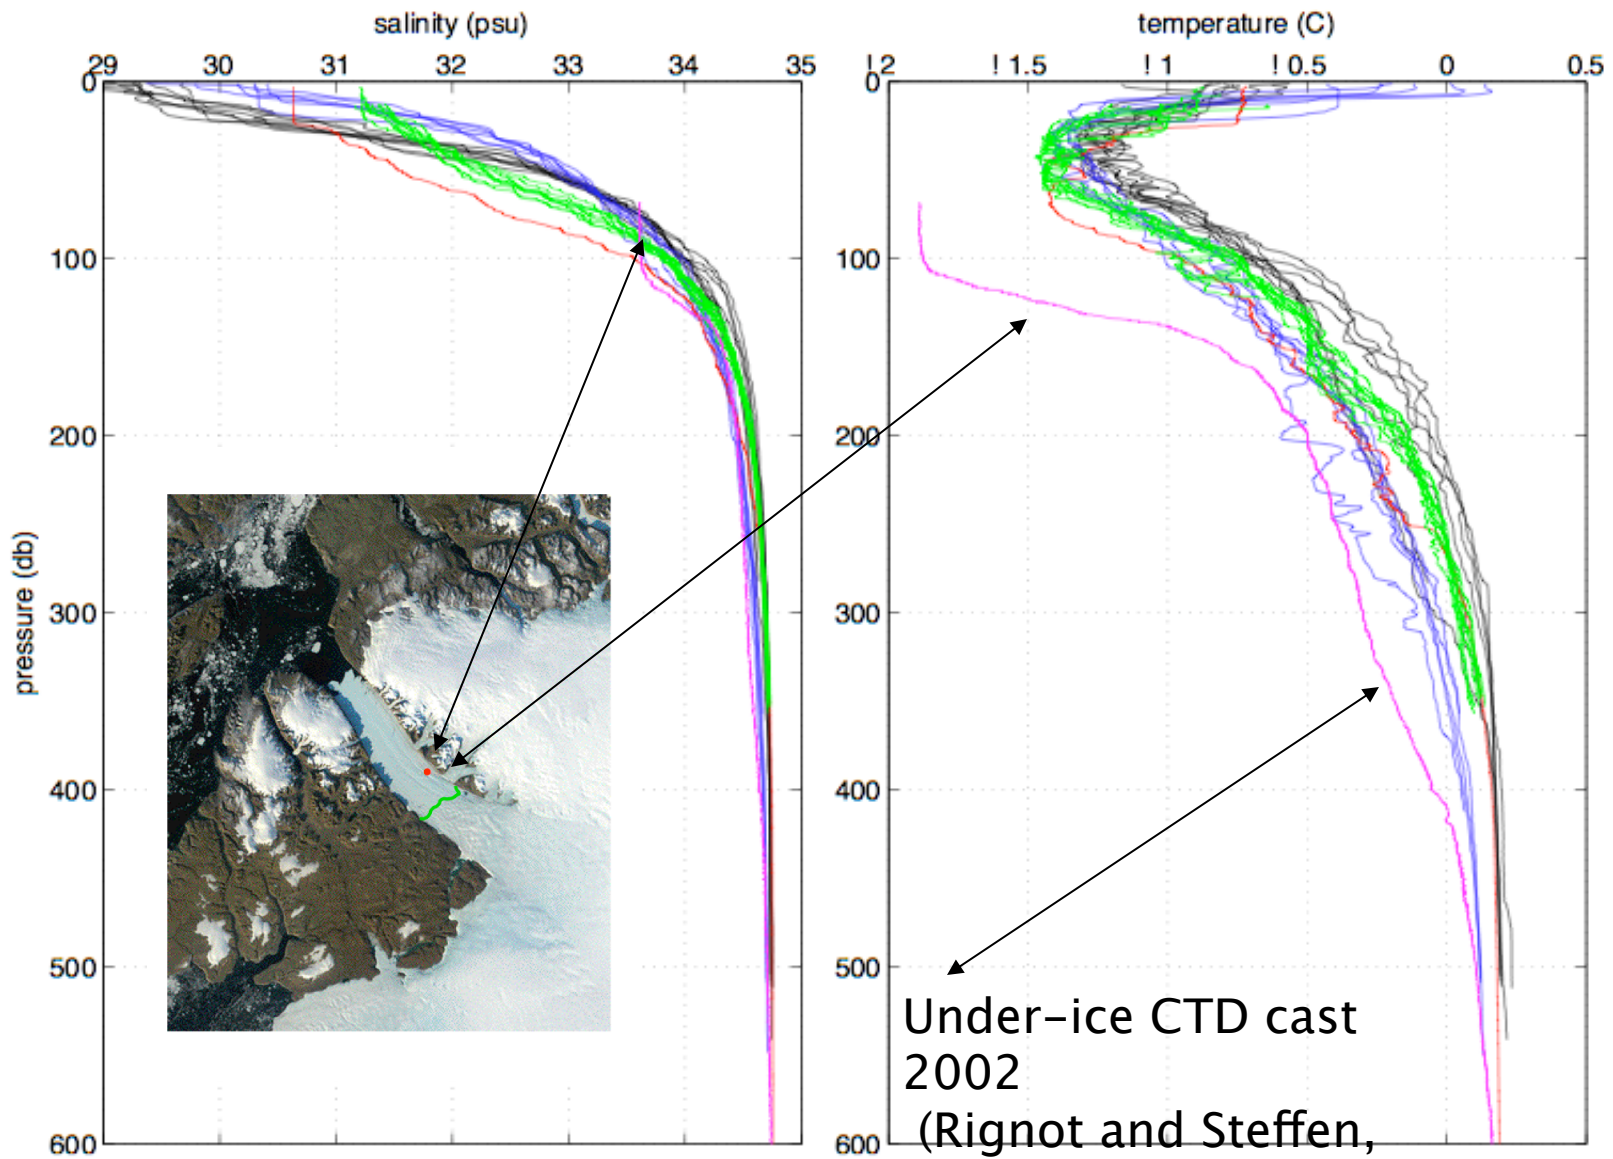 salinity (psu)
29 30 31 32 33 34 35
0
100
200
300
400
500
600
pressure (db)
temperature (C)
! 2 ! 1.5 ! 1 ! 0.5 0 0.5
0
100
200
300
400
500
600
Under-ice CTD cast
2002
(Rignot and Steffen,